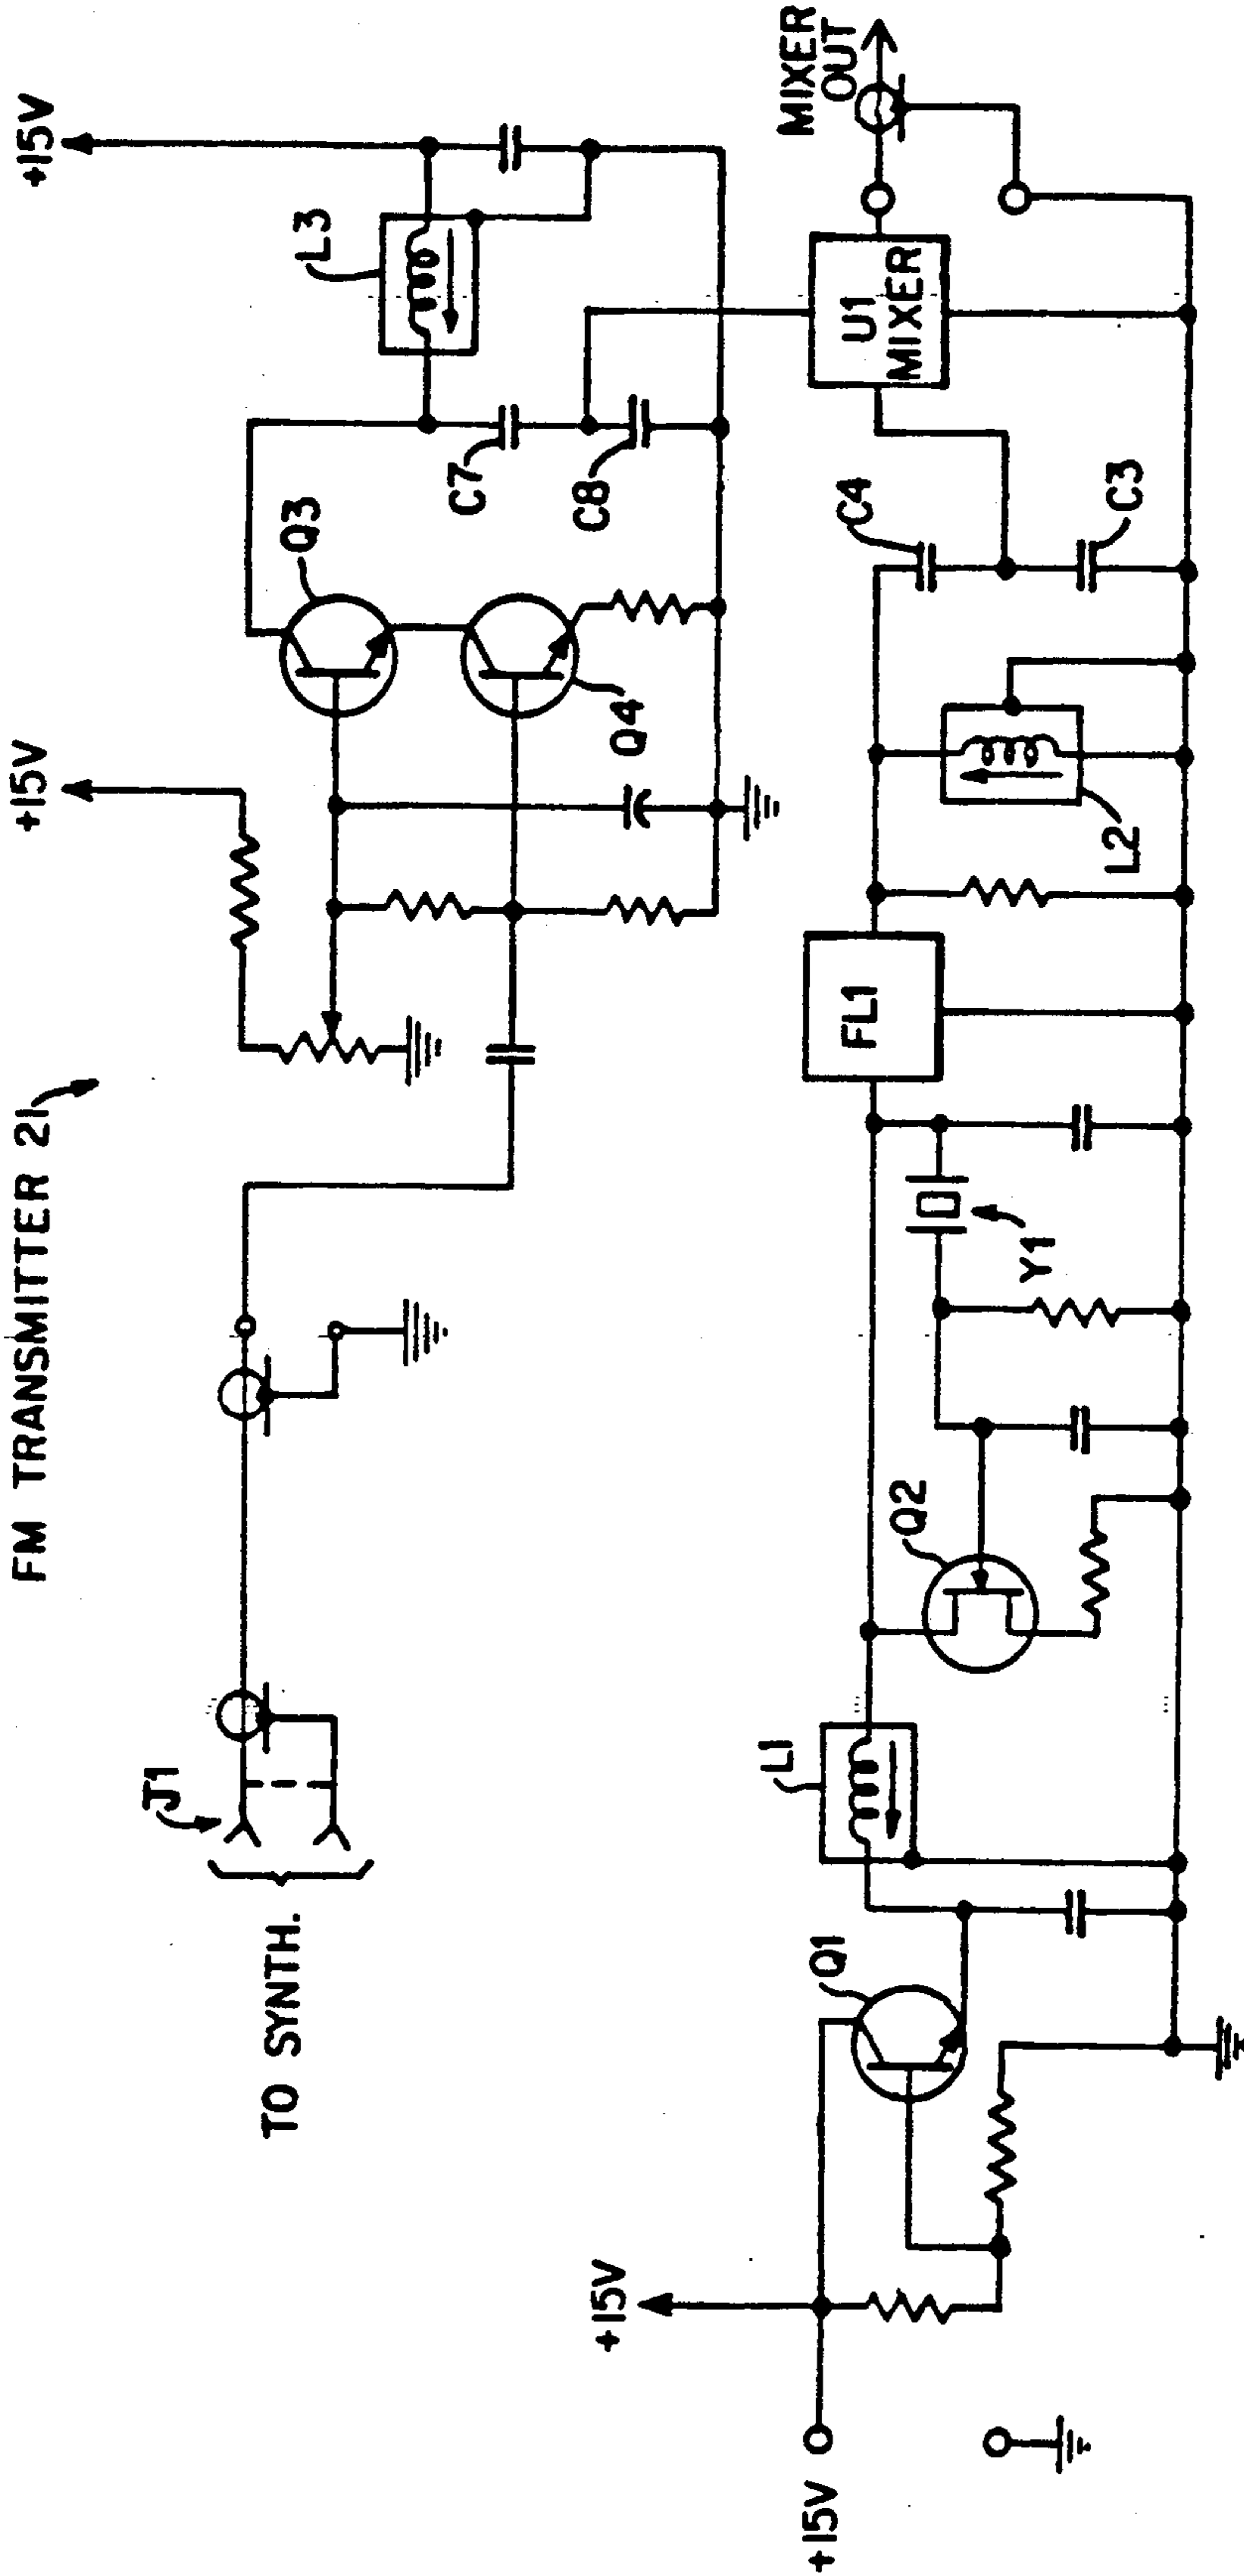 FM TRANSMITTER 21
+15V
+15V
L3
Q3
C7
C8
Q4
J1
TO SYNTH.
MIXER
OUT
U1
MIXER
C4
C3
L2
FL1
Y1
Q2
L1
Q1
+15V
+15V